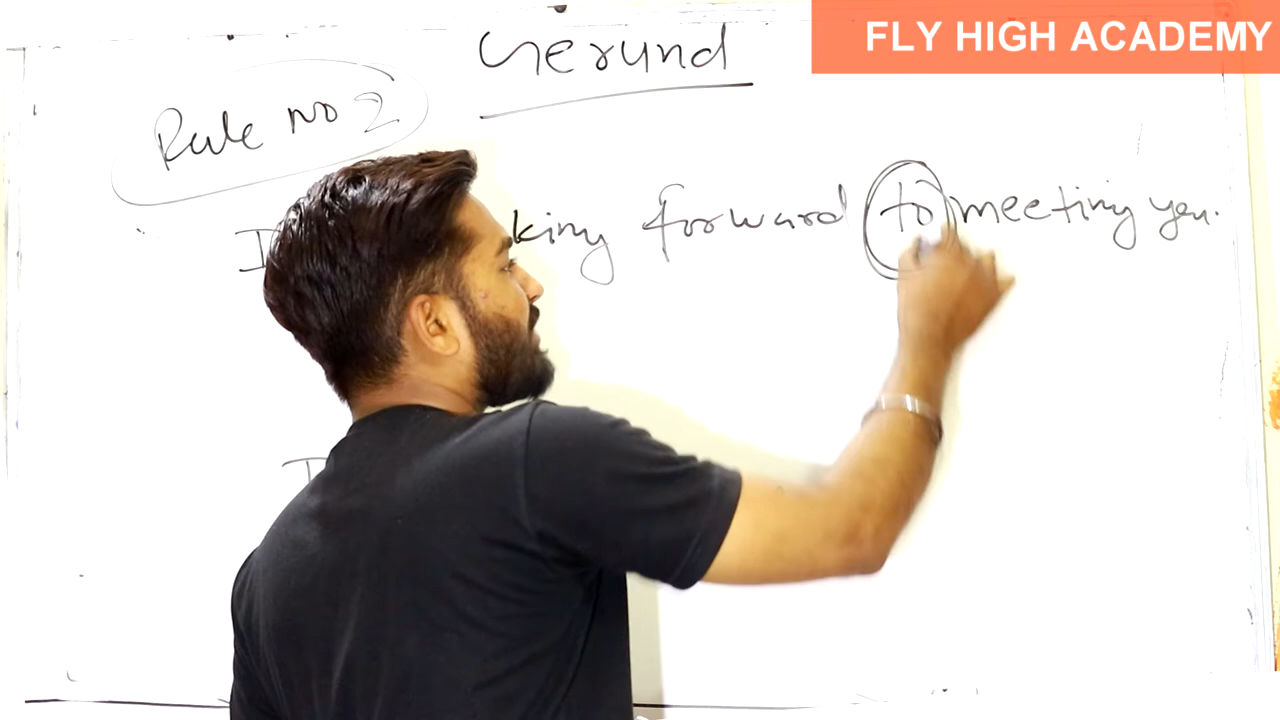 FLY HIGH ACADEMY
Gerund
Rule no 2
I king forward to meeting you.
I